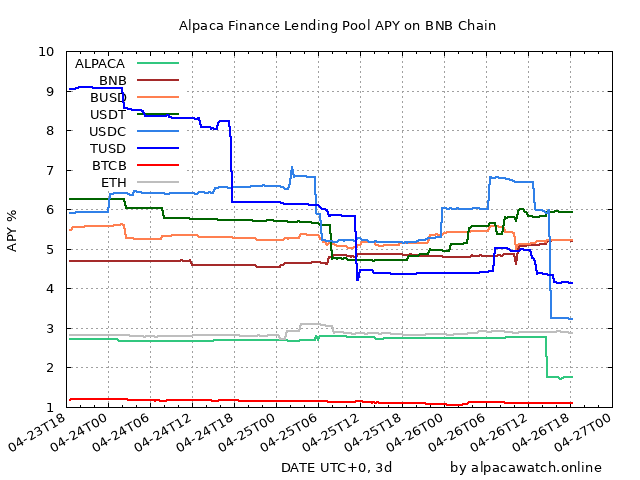 Alpaca Finance Lending Pool APY on BNB Chain
10
9
8
7
6
5
4
3
2
1
APY %
ALPACA
BNB
BUSD
USDT
USDC
TUSD
BTCB
ETH
04-23T18
04-24T00
04-24T06
04-24T12
04-24T18
04-25T00
04-25T06
04-25T12
04-25T18
04-26T00
04-26T06
04-26T12
04-26T18
04-27T00
DATE UTC+0, 3d
by alpacawatch.online